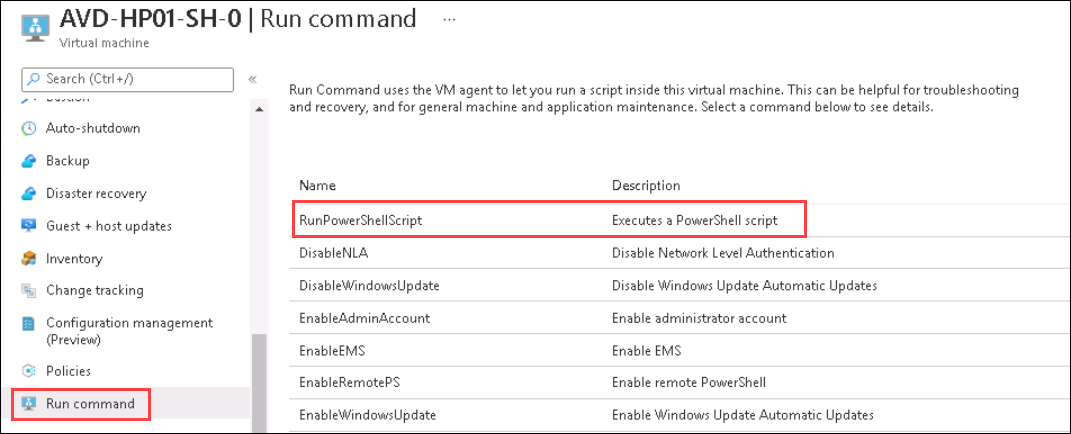 AVD-HP01-SH-0 | Run command ...
Virtual machine
Search (Ctrl+/)
«
Bastion
Auto-shutdown
Backup
Disaster recovery
Guest + host updates
Inventory
Change tracking
Configuration management
(Preview)
Policies
Run command
Run Command uses the VM agent to let you run a script inside this virtual machine. This can be helpful for troubleshooting
and recovery, and for general machine and application maintenance. Select a command below to see details.
Name Description
RunPowerShellScript Executes a PowerShell script
DisableNLA Disable Network Level Authentication
DisableWindowsUpdate Disable Windows Update Automatic Updates
EnableAdminAccount Enable administrator account
EnableEMS Enable EMS
EnableRemotePS Enable remote PowerShell
EnableWindowsUpdate Enable Windows Update Automatic Updates